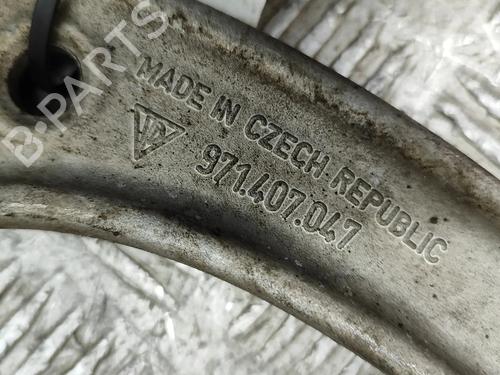 MADE IN CZECH REPUBLIC
971.407.047
B-PARTS